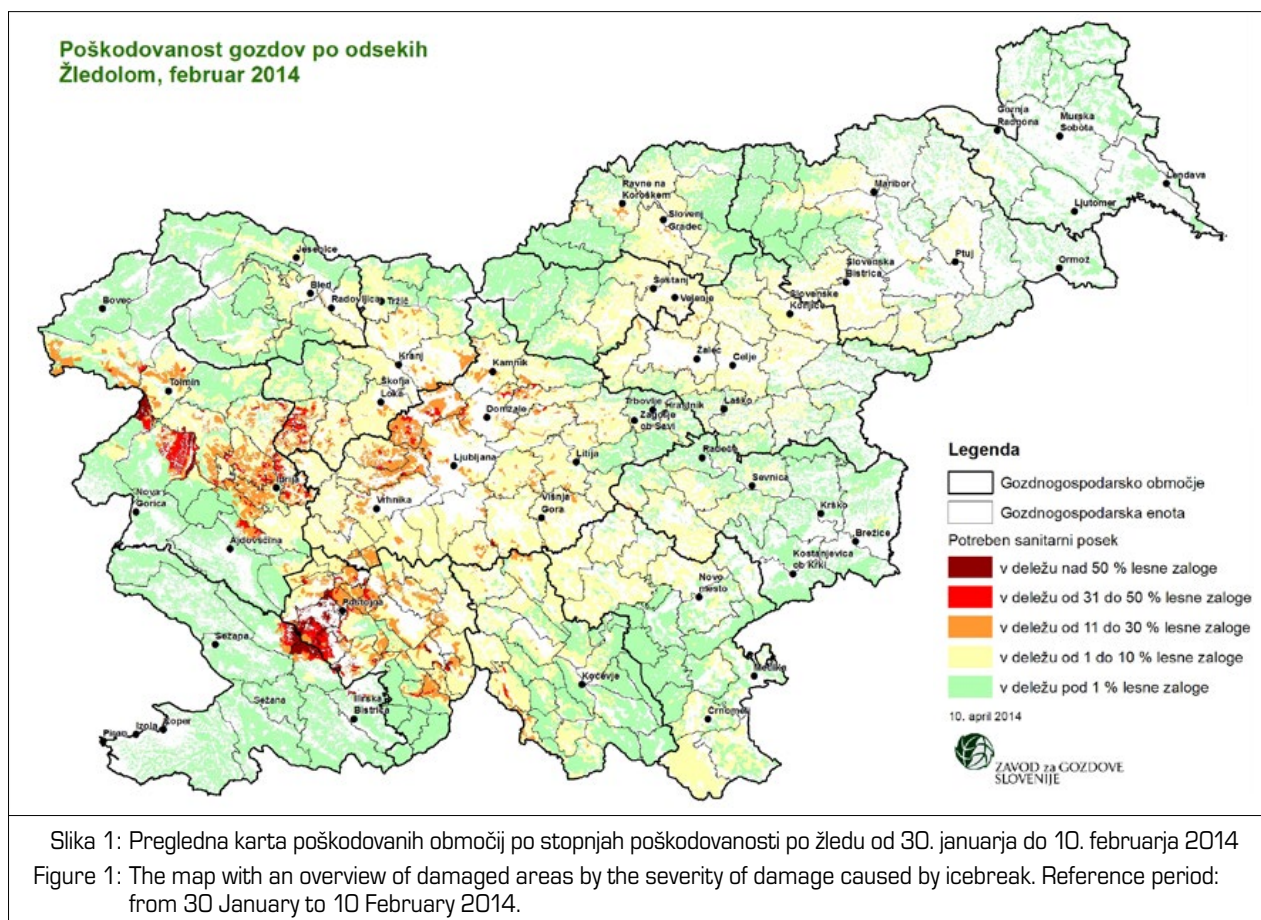 Poškodovanost gozdov po odsekih
Žledolom, februar 2014
Gornja
Radgona
Murska
Sobota
Lendava
Ljutomer
Ravne na
Koroškem
Maribor
Slovenj
Gradec
Ptuj
Ormož
Slovenska
Bistrica
Jesenice
Bled
Radovljica
Tržič
Bovec
Šoštanj
Velenje
Slovenske
Konjice
Kranj
Kamnik
Žalec
Celje
Tolmin
Škofja
Loka
Domžale
Trbovlje
Hrastnik
Zagorje
ob Savi
Laško
Ljubljana
Litija
Radeče
Idrija
Sevnica
Nova
Gorica
Vrhnika
Višnja
Gora
Krško
Brežice
Ajdovščina
Kostanjevica
ob Krki
Novo
mesto
Postojna
Sežana
Metlika
Kočevje
Sežana
Ilirska
Bistrica
Črnomelj
Piran
Izola
Koper
Legenda
Gozdnogospodarsko območje
Gozdnogospodarska enota
Potreben sanitarni posek
v deležu nad 50 % lesne zaloge
v deležu od 31 do 50 % lesne zaloge
v deležu od 11 do 30 % lesne zaloge
v deležu od 1 do 10 % lesne zaloge
v deležu pod 1 % lesne zaloge
10. april 2014
ZAVOD za GOZDOVE
SLOVENIJE
Slika 1: Pregledna karta poškodovanih območij po stopnjah poškodovanosti po žledu od 30. januarja do 10. februarja 2014
Figure 1: The map with an overview of damaged areas by the severity of damage caused by icebreak. Reference period:
from 30 January to 10 February 2014.